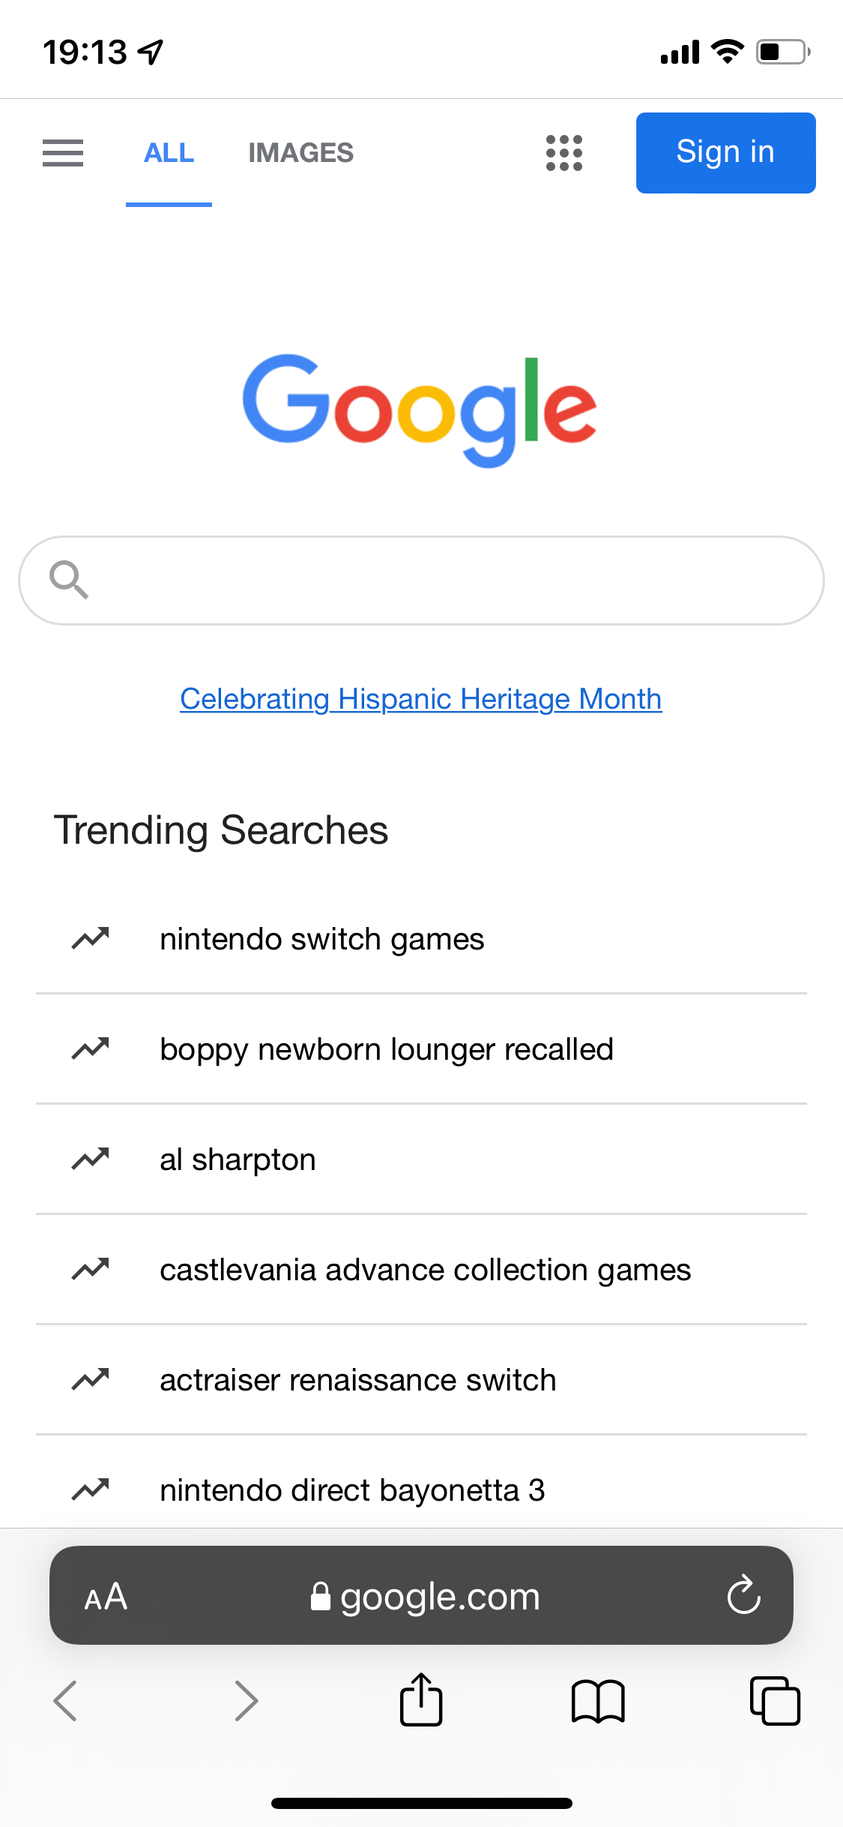 19:13
ALL IMAGES Sign in
Google
Celebrating Hispanic Heritage Month
Trending Searches
nintendo switch games
boppy newborn lounger recalled
al sharpton
castlevania advance collection games
actraiser renaissance switch
nintendo direct bayonetta 3
AA google.com